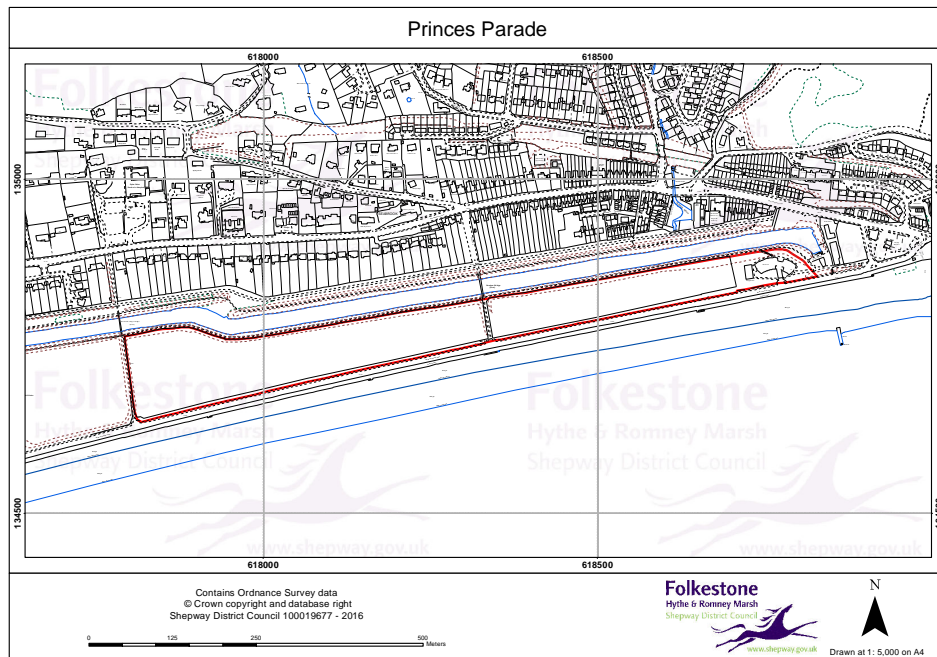 Princes Parade
618000
618500
135000
134500
Folkestone
Hythe & Romney Marsh
Shepway District Council
www.shepway.gov.uk
Folkestone
Hythe & Romney Marsh
Shepway District Council
www.shepway.gov.uk
618000
618500
Contains Ordnance Survey data
© Crown copyright and database right
Shepway District Council 100019677 - 2016
0 125 250 500
Meters
Folkestone
Hythe & Romney Marsh
Shepway District Council
www.shepway.gov.uk
N
Drawn at 1: 5,000 on A4